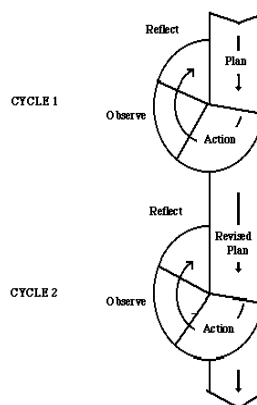 Reflect
Plan
CYCLE 1
Observe
Action
Reflect
Revised
Plan
CYCLE 2
Observe
Action